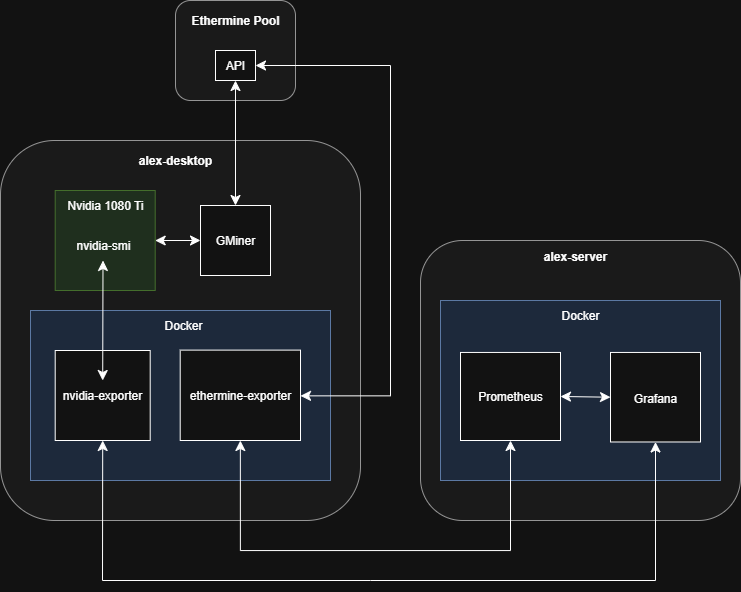 Ethermine Pool
API
alex-desktop
Nvidia 1080 Ti
nvidia-smi
GMiner
Docker
nvidia-exporter
ethermine-exporter
alex-server
Docker
Prometheus
Grafana